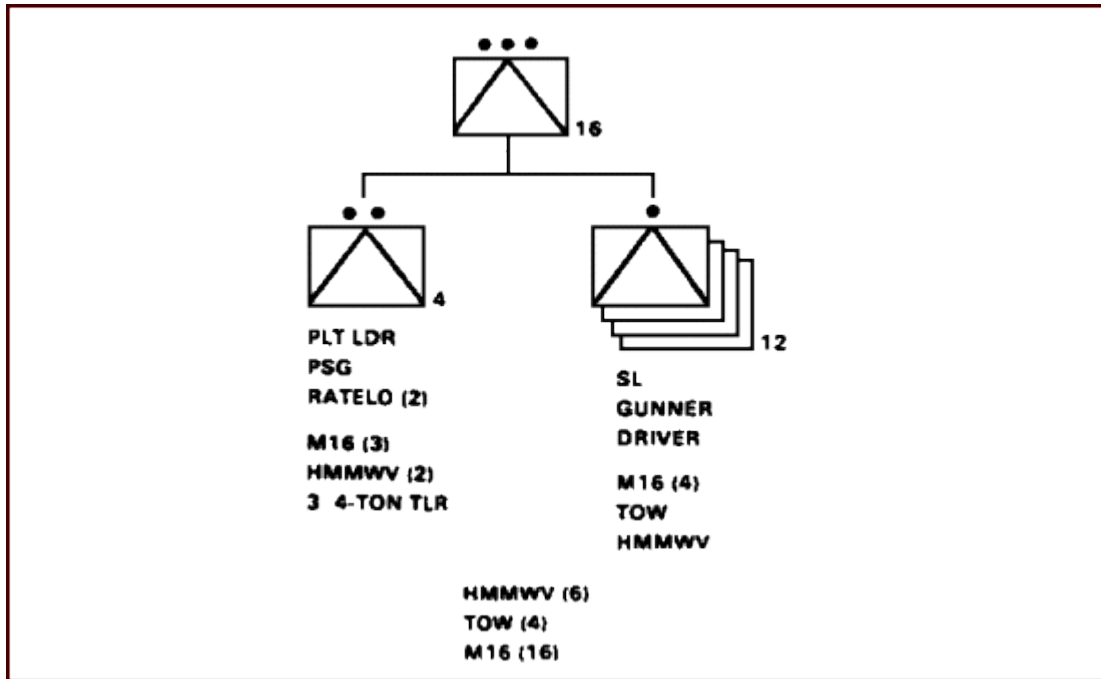 16
4
PLT LDR
PSG
RATELO (2)
M16 (3)
HMMWV (2)
3 4-TON TLR
12
SL
GUNNER
DRIVER
M16 (4)
TOW
HMMWV
HMMWV (6)
TOW (4)
M16 (16)